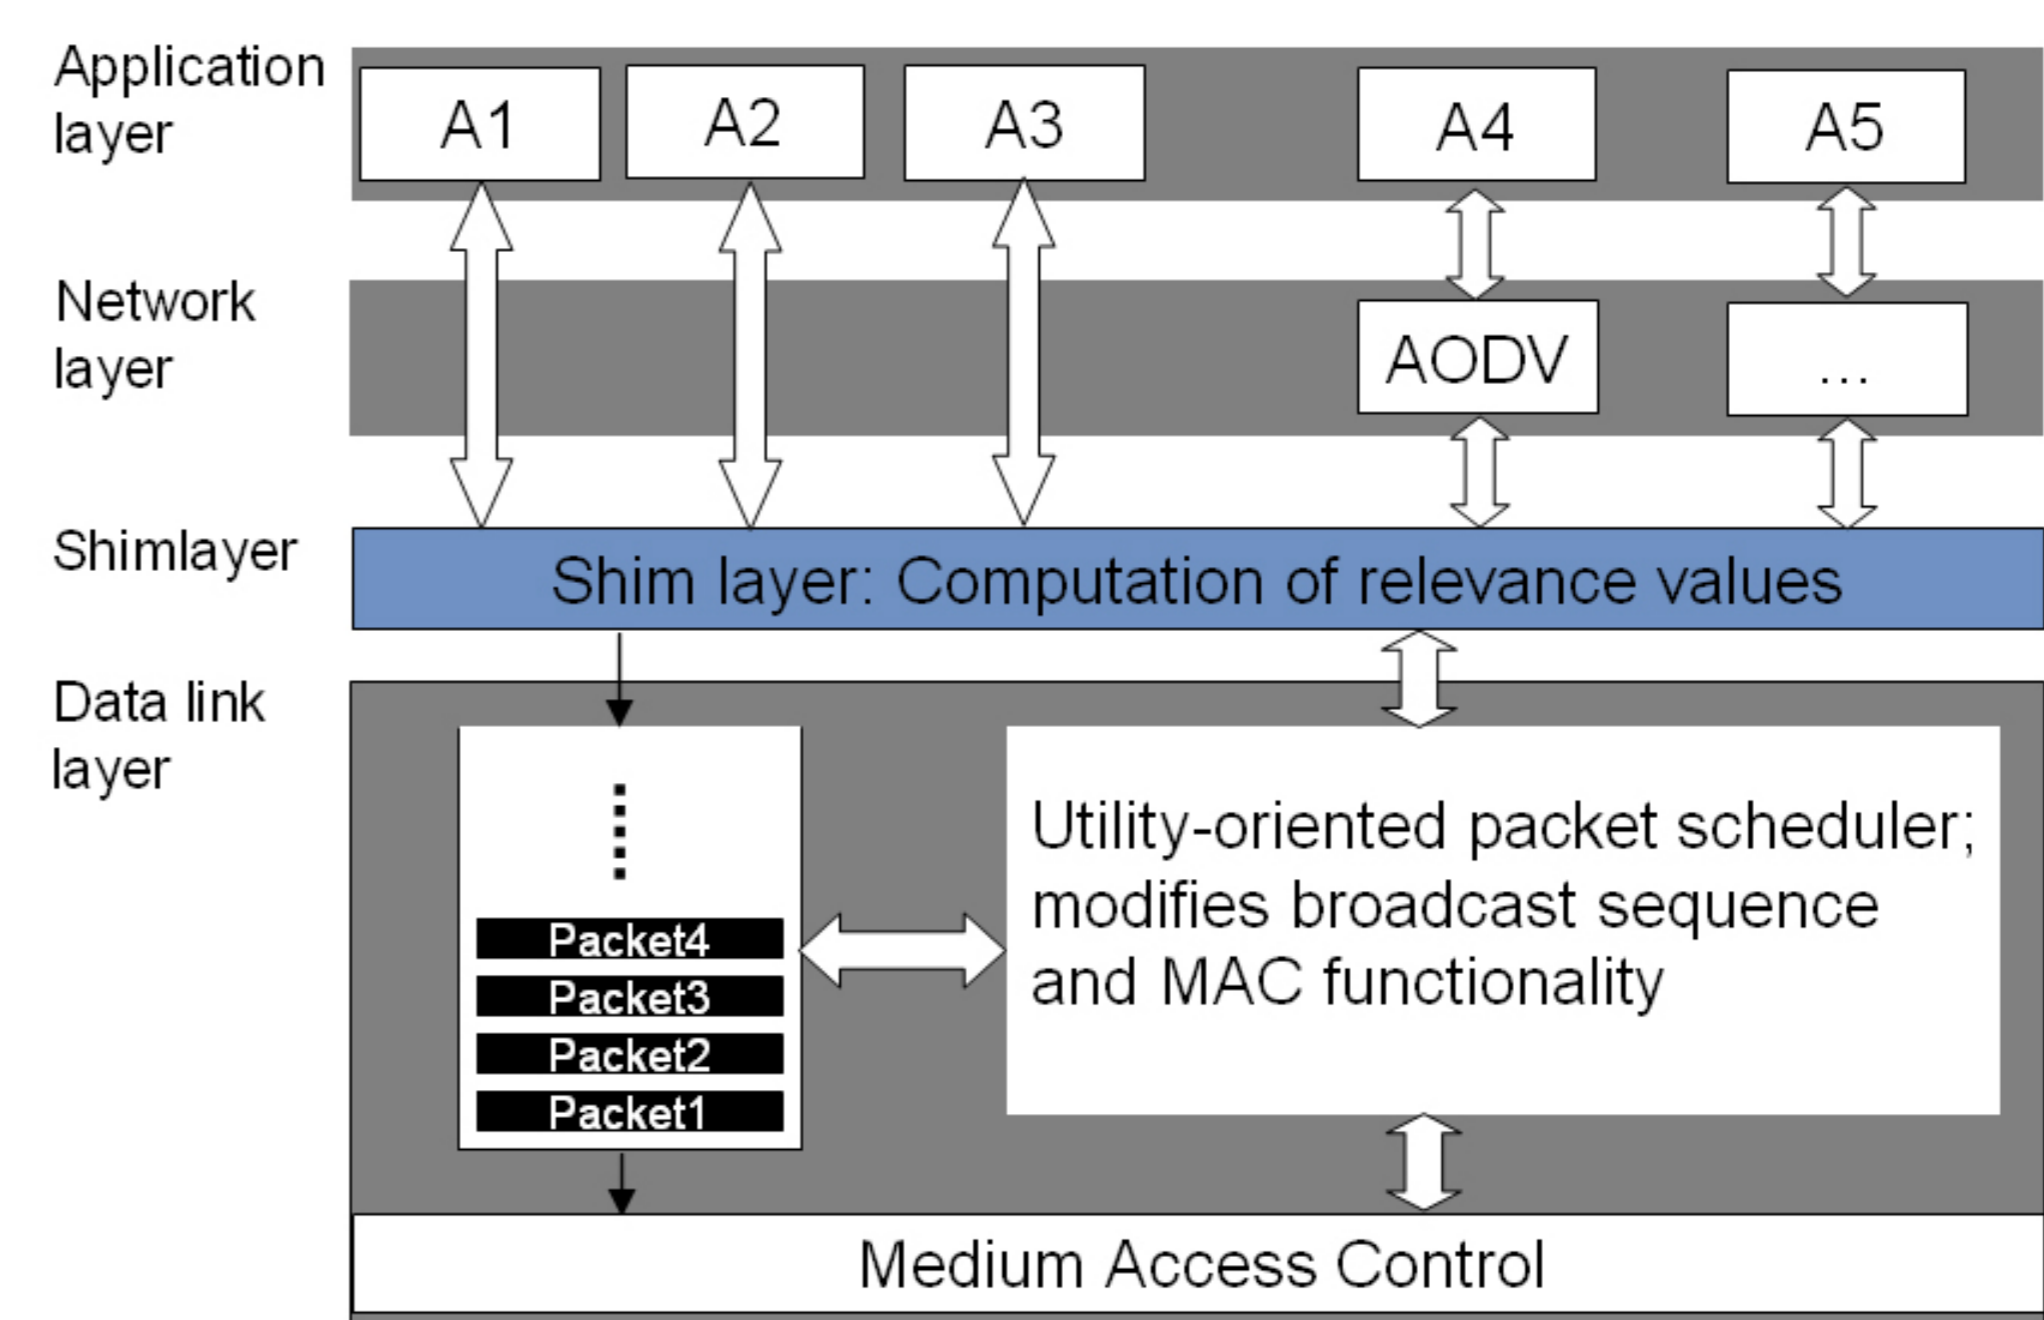 Application
layer
A1
A2
A3
A4
A5
Network
layer
AODV
...
Shimlayer
Shim layer: Computation of relevance values
Data link
layer
Packet4
Packet3
Packet2
Packet1
Utility-oriented packet scheduler;
modifies broadcast sequence
and MAC functionality
Medium Access Control